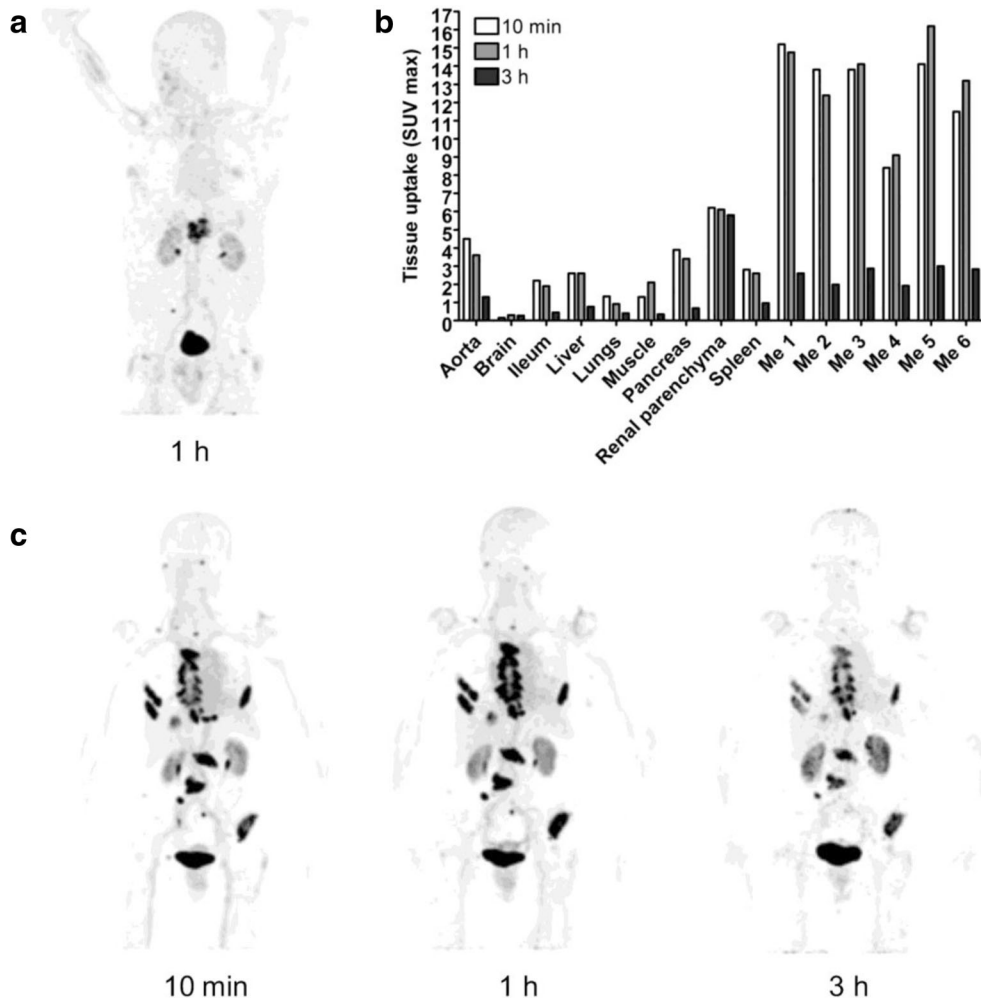 a
1 h
b
Tissue uptake (SUV max)
17
16
15
14
13
12
11
10
9
8
7
6
5
4
3
2
1
0
10 min
1 h
3 h
Aorta
Brain
Ileum
Liver
Lungs
Muscle
Pancreas
Renal parenchyma
Spleen
Me 1
Me 2
Me 3
Me 4
Me 5
Me 6
c
10 min
1 h
3 h